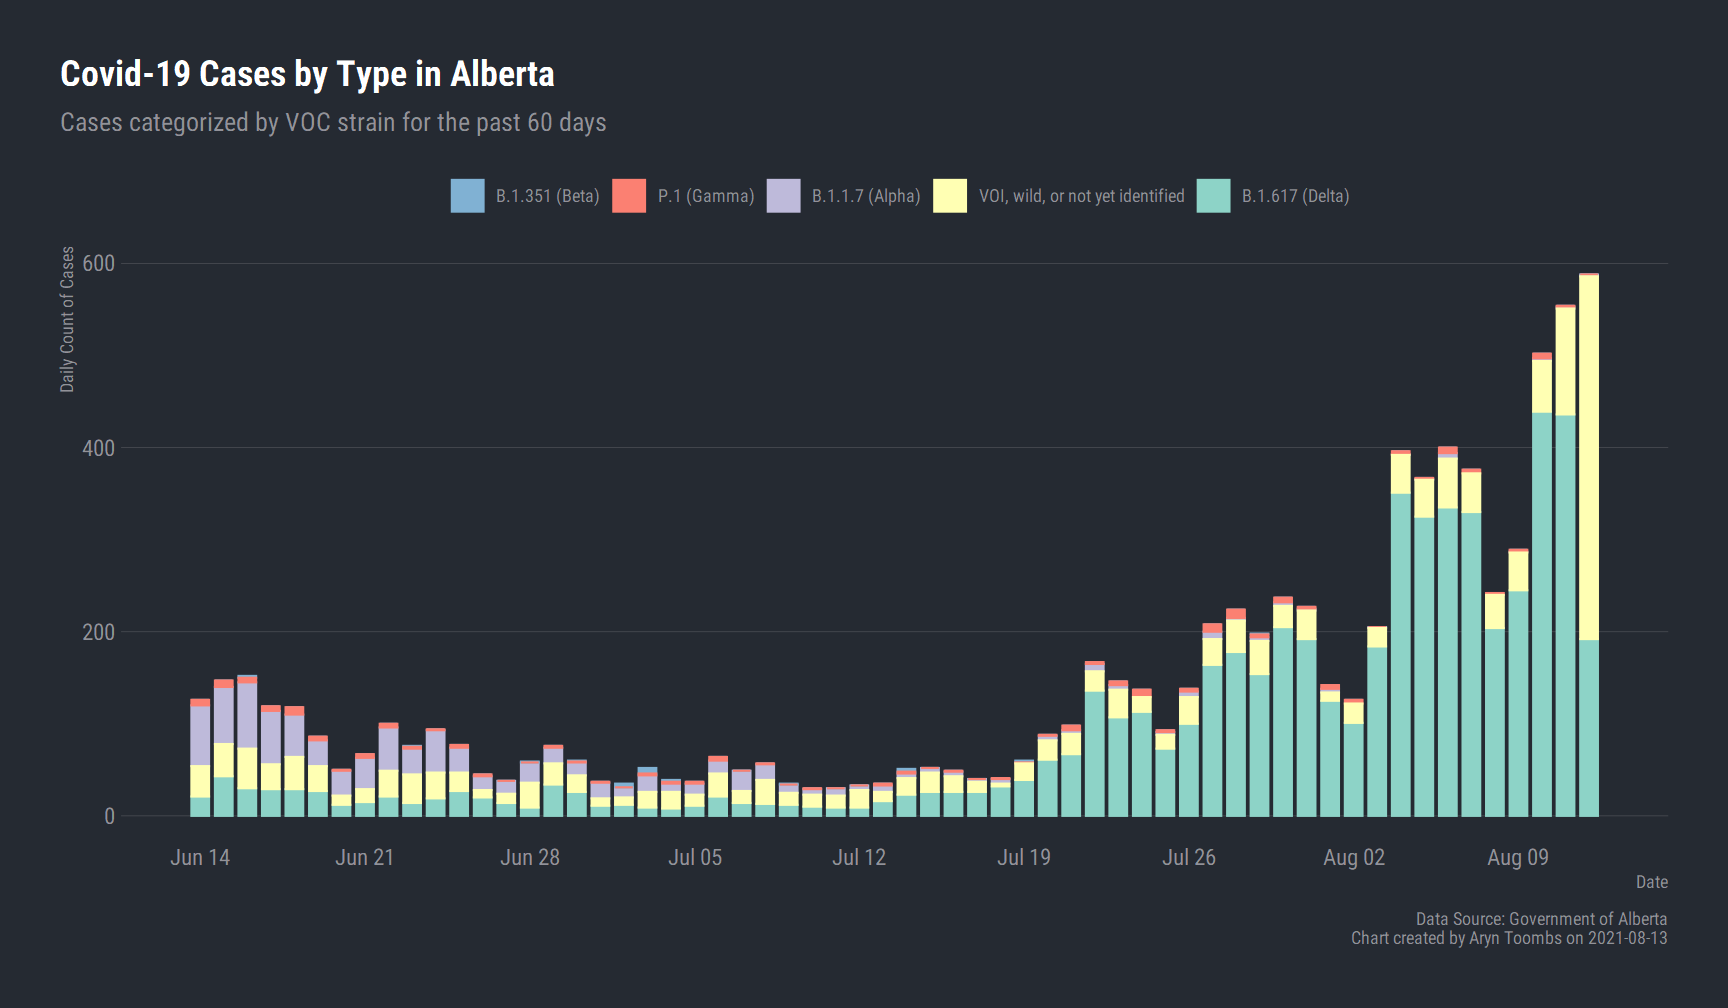 Covid-19 Cases by Type in Alberta
Cases categorized by VOC strain for the past 60 days
B.1.351 (Beta) P.1 (Gamma) B.1.1.7 (Alpha) VOI, wild, or not yet identified B.1.617 (Delta)
Daily Count of Cases
600
400
200
0
Jun 14 Jun 21 Jun 28 Jul 05 Jul 12 Jul 19 Jul 26 Aug 02 Aug 09
Date
Data Source: Government of Alberta
Chart created by Aryn Toombs on 2021-08-13